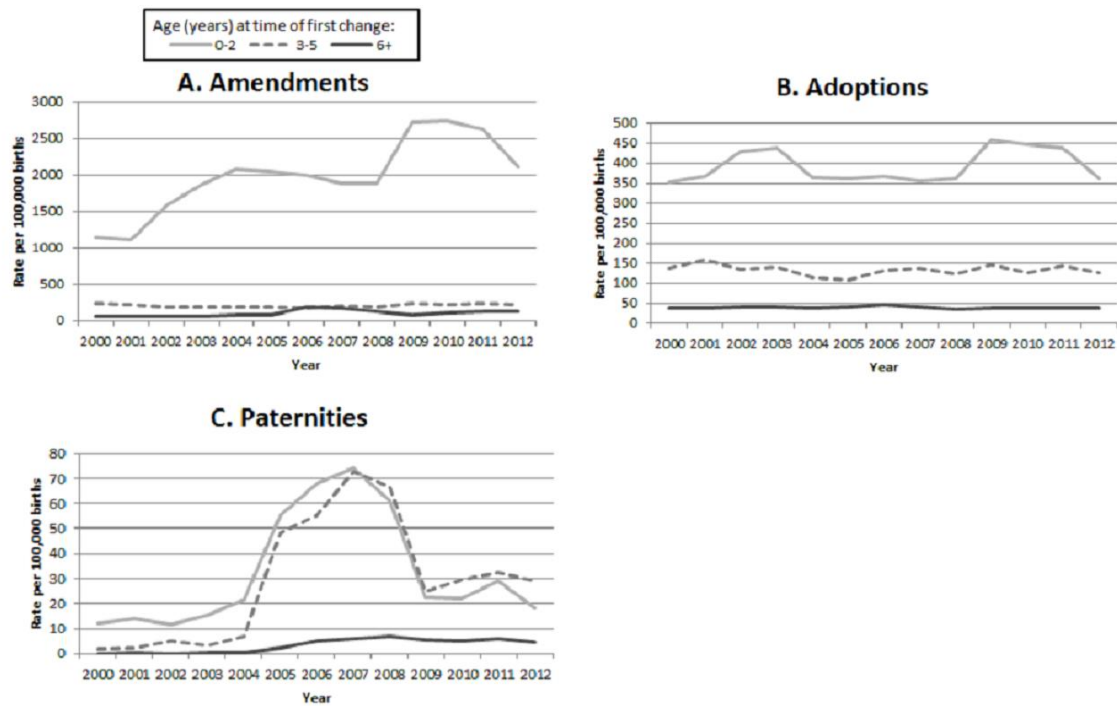 Age (years) at time of first change:
0-2 3-5 6+
A. Amendments
Rate per 100,000 births
3000
2500
2000
1500
1000
500
0
2000 2001 2002 2003 2004 2005 2006 2007 2008 2009 2010 2011 2012
Year
B. Adoptions
Rate per 100,000 births
500
450
400
350
300
250
200
150
100
50
0
2000 2001 2002 2003 2004 2005 2006 2007 2008 2009 2010 2011 2012
Year
C. Paternities
Rate per 100,000 births
80
70
60
50
40
30
20
10
0
2000 2001 2002 2003 2004 2005 2006 2007 2008 2009 2010 2011 2012
Year